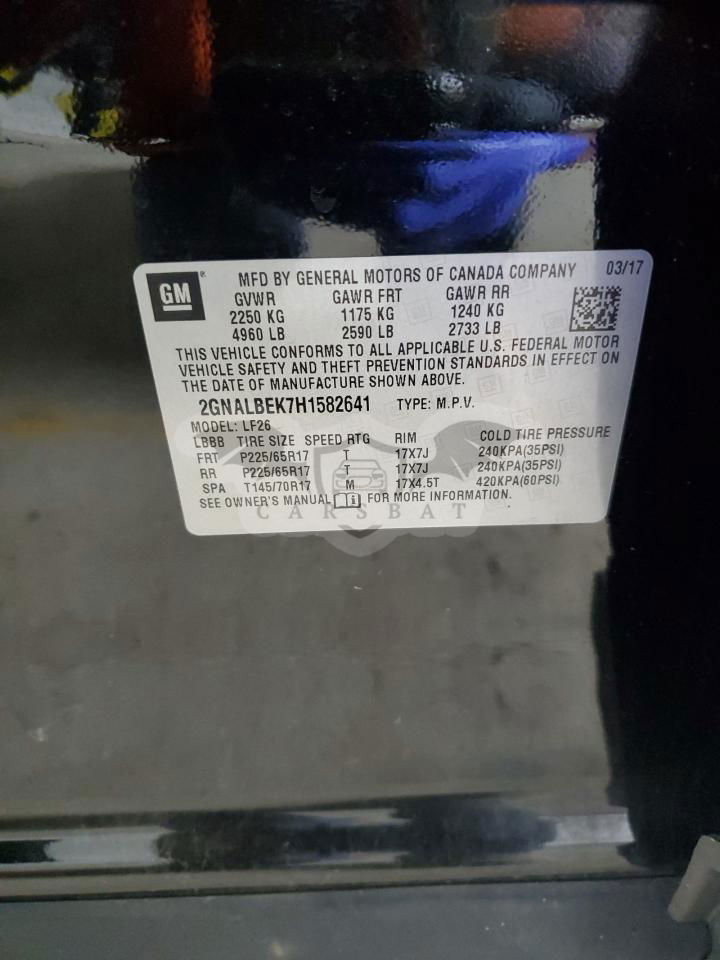 GM ® MFD BY GENERAL MOTORS OF CANADA COMPANY 03/17
GVWR GAWR FRT GAWR RR
2250 KG 1175 KG 1240 KG
4960 LB 2590 LB 2733 LB
THIS VEHICLE CONFORMS TO ALL APPLICABLE U.S. FEDERAL MOTOR
VEHICLE SAFETY AND THEFT PREVENTION STANDARDS IN EFFECT ON
THE DATE OF MANUFACTURE SHOWN ABOVE.
2GNALBEK7H1582641 TYPE: M.P.V.
MODEL: LF26
LBBB TIRE SIZE SPEED RTG RIM COLD TIRE PRESSURE
FRT P225/65R17 T 17X7J 240KPA(35PSI)
RR P225/65R17 T 17X7J 240KPA(35PSI)
SPA T145/70R17 M 17X4.5T 420KPA(60PSI)
SEE OWNER'S MANUAL FOR MORE INFORMATION.
CARSBAT